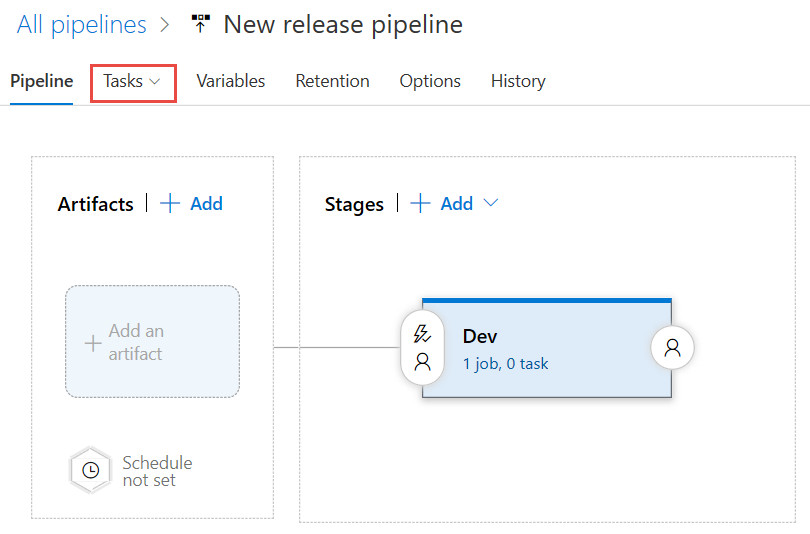 All pipelines > New release pipeline
Pipeline Tasks Variables Retention Options History
Artifacts | + Add
Stages | + Add
+ Add an
artifact
Dev
1 job, 0 task
Schedule
not set